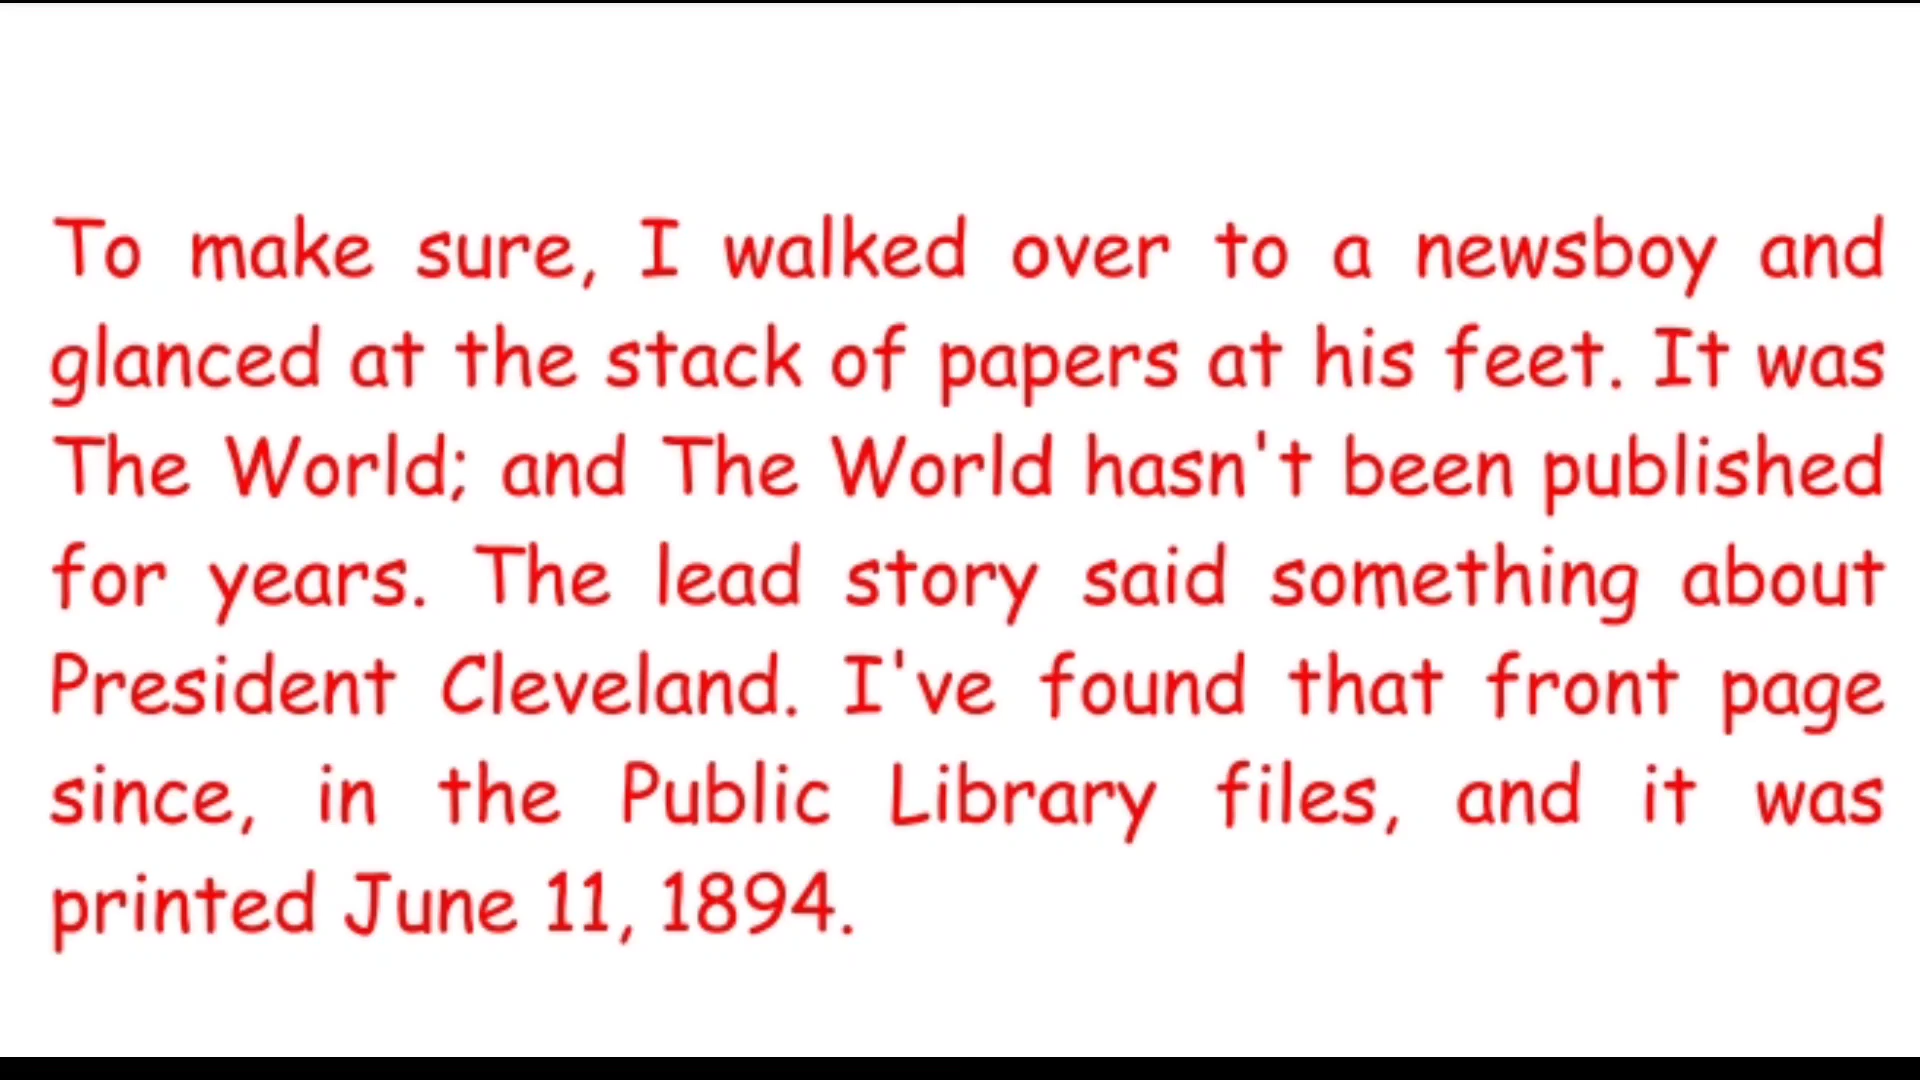 To make sure, I walked over to a newsboy and
glanced at the stack of papers at his feet. It was
The World; and The World hasn't been published
for years. The lead story said something about
President Cleveland. I've found that front page
since, in the Public Library files, and it was
printed June 11, 1894.